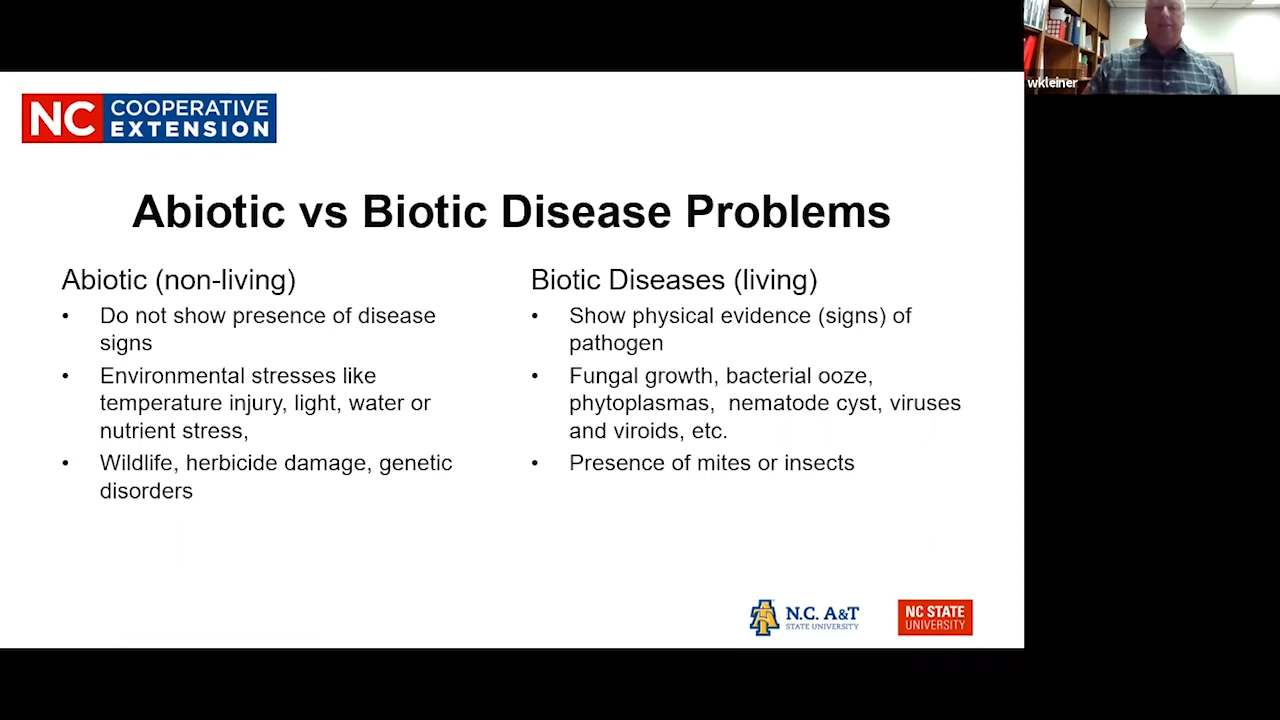 NC COOPERATIVE
EXTENSION
wkleiner
Abiotic vs Biotic Disease Problems
Abiotic (non-living)
• Do not show presence of disease
signs
• Environmental stresses like
temperature injury, light, water or
nutrient stress,
• Wildlife, herbicide damage, genetic
disorders
Biotic Diseases (living)
• Show physical evidence (signs) of
pathogen
• Fungal growth, bacterial ooze,
phytoplasmas,  nematode cyst, viruses
and viroids, etc.
• Presence of mites or insects
N.C. A&T
STATE UNIVERSITY
NC STATE
UNIVERSITY